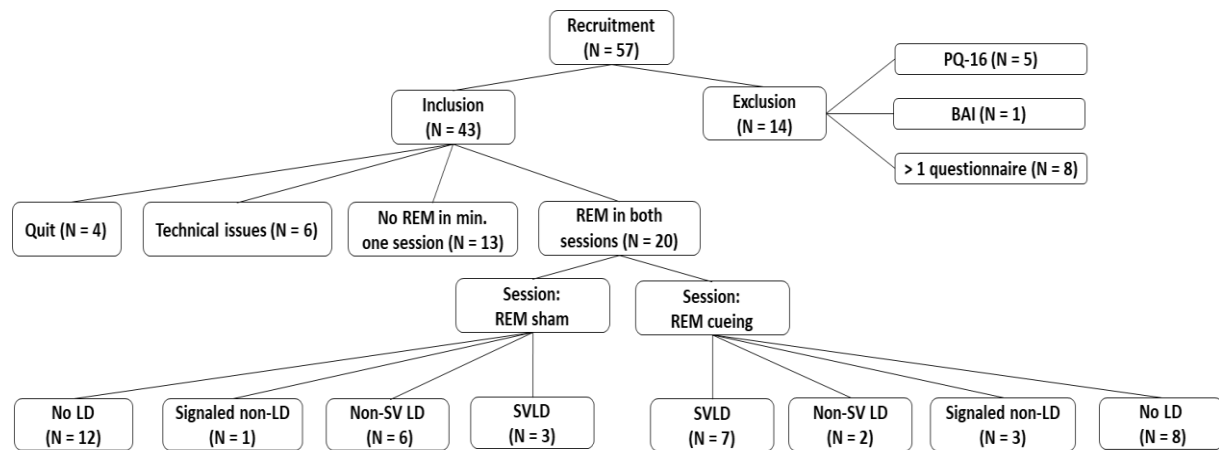 Recruitment
(N = 57)
PQ-16 (N = 5)
Inclusion
(N = 43)
Exclusion
(N = 14)
BAI (N = 1)
> 1 questionnaire (N = 8)
Quit (N = 4)
Technical issues (N = 6)
No REM in min.
one session (N = 13)
REM in both
sessions (N = 20)
Session:
REM sham
Session:
REM cueing
No LD
(N = 12)
Signaled non-LD
(N = 1)
Non-SV LD
(N = 6)
SVLD
(N = 3)
SVLD
(N = 7)
Non-SV LD
(N = 2)
Signaled non-LD
(N = 3)
No LD
(N = 8)